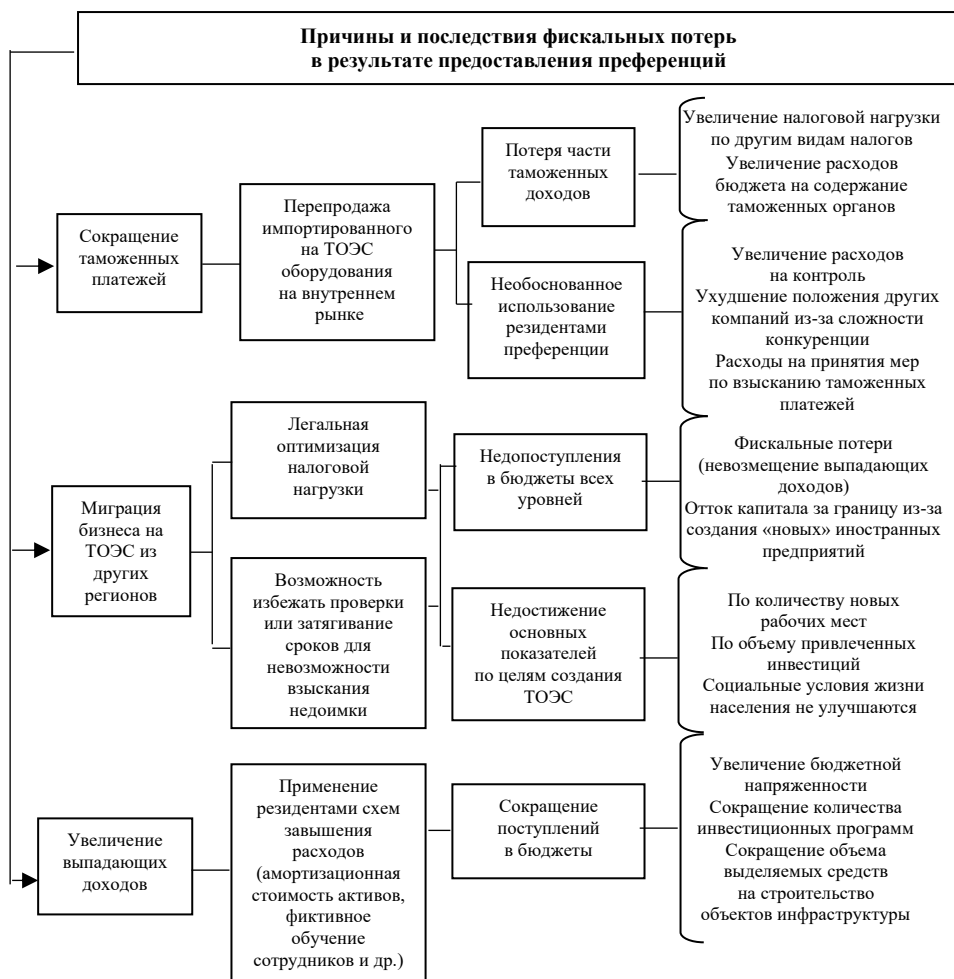 Причины и последствия фискальных потерь
в результате предоставления преференций
Сокращение
таможенных
платежей
Перепродажа
импортированного
на ТОЭС
оборудования
на внутреннем
рынке
Потеря части
таможенных
доходов
Увеличение налоговой нагрузки
по другим видам налогов
Увеличение расходов
бюджета на содержание
таможенных органов
Необоснованное
использование
резидентами
преференции
Увеличение расходов
на контроль
Ухудшение положения других
компаний из-за сложности
конкуренции
Расходы на принятия мер
по взысканию таможенных
платежей
Миграция
бизнеса на
ТОЭС из
других
регионов
Легальная
оптимизация
налоговой
нагрузки
Возможность
избежать проверки
или затягивание
сроков для
невозможности
взыскания
недоимки
Недопоступления
в бюджеты всех
уровней
Фискальные потери
(невозмещение выпадающих
доходов)
Отток капитала за границу из-за
создания «новых» иностранных
предприятий
Недостижение
основных
показателей
по целям создания
ТОЭС
По количеству новых
рабочих мест
По объему привлеченных
инвестиций
Социальные условия жизни
населения не улучшаются
Увеличение
выпадающих
доходов
Применение
резидентами схем
завышения
расходов
(амортизационная
стоимость активов,
фиктивное
обучение
сотрудников и др.)
Сокращение
поступлений
в бюджеты
Увеличение бюджетной
напряженности
Сокращение количества
инвестиционных программ
Сокращение объема
выделяемых средств
на строительство
объектов инфраструктуры